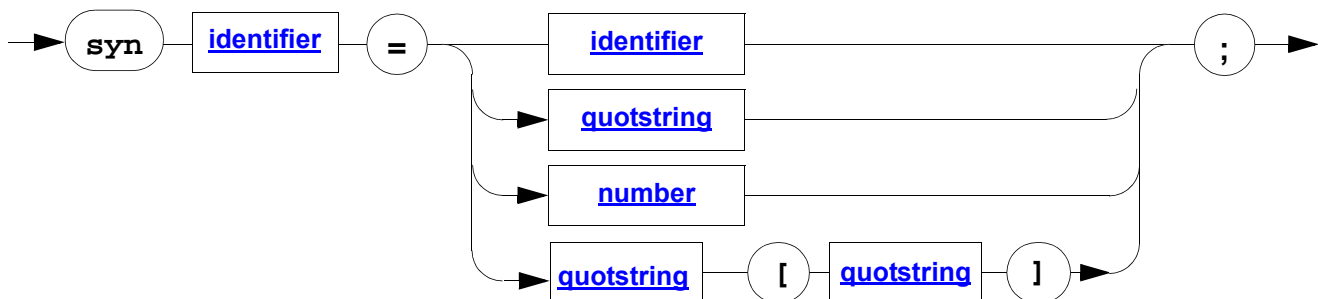 syn identifier = identifier ;
quotstring
number
quotstring [ quotstring ]